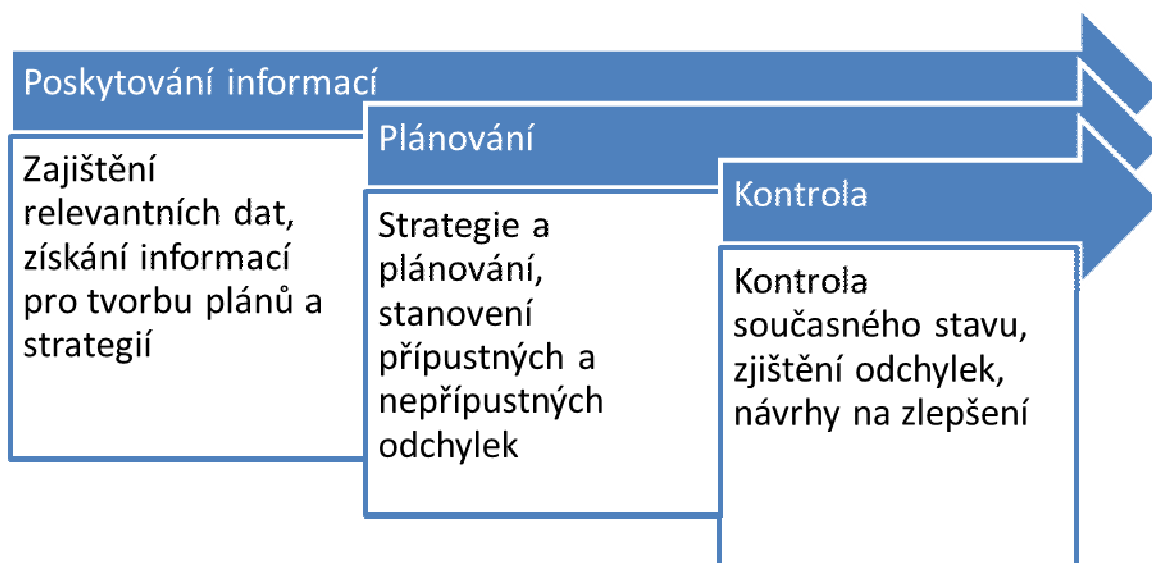 Poskytování informací
Zajištění
relevantních dat,
získání informací
pro tvorbu plánů a
strategií
Plánování
Strategie a
plánování,
stanovení
přípustných a
nepřípustných
odchylek
Kontrola
Kontrola
současného stavu,
zjištění odchylek,
návrhy na zlepšení